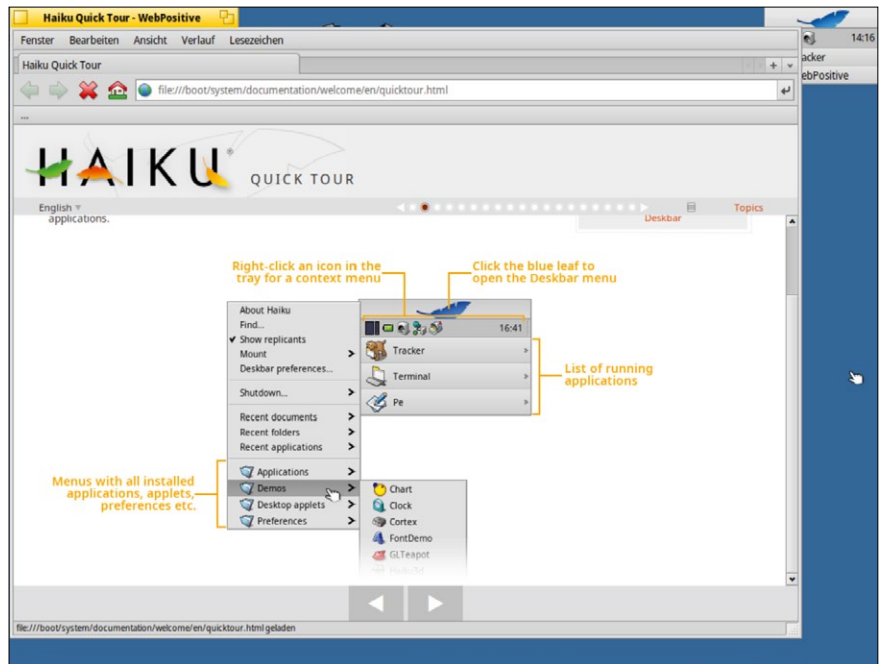 Haiku Quick Tour - WebPositive
Fenster Bearbeiten Ansicht Verlauf Lesezeichen
14:16
acker
ebPositive
Haiku Quick Tour
file:///boot/system/documentation/welcome/en/quicktour.html
...
HAIKU®
QUICK TOUR
English
Topics
applications.
Deskbar
Right-click an icon in the
tray for a context menu
Click the blue leaf to
open the Deskbar menu
About Haiku
Find...
Show replicants
Mount
Deskbar preferences...
Shutdown...
Recent documents
Recent folders
Recent applications
Applications
Demos
Desktop applets
Preferences
16:41
Tracker
Terminal
Pe
List of running
applications
Menus with all installed
applications, applets,
preferences etc.
Chart
Clock
Cortex
FontDemo
GLTeapot
file:///boot/system/documentation/welcome/en/quicktour.html geladen